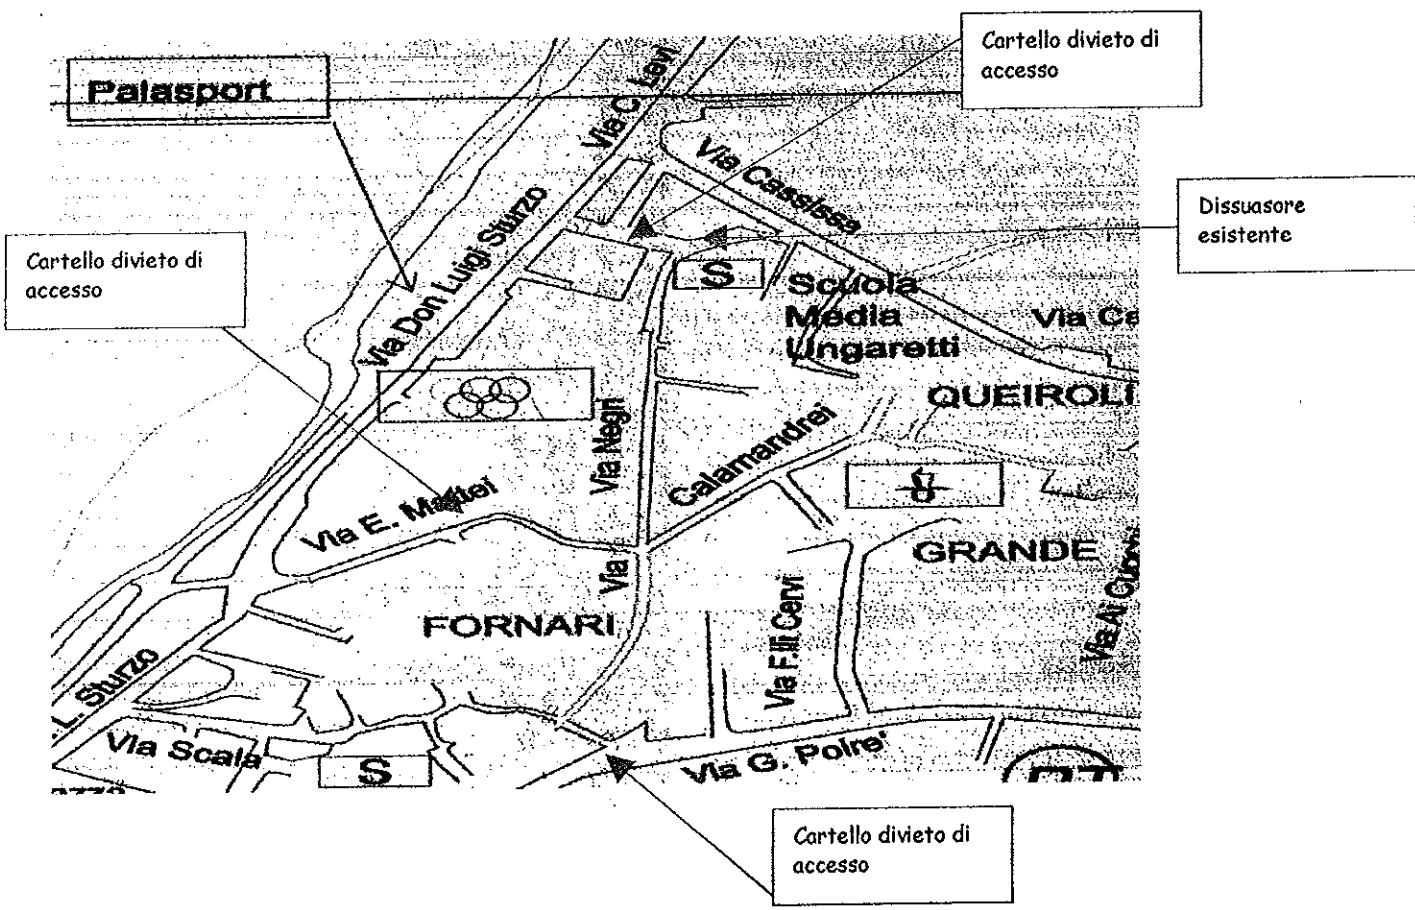 Cartello divieto di
accesso
Palasport
Via C. Levi
Via Cassissa
Dissuasore
esistente
Via Don Luigi Sturzo
Cartello divieto di
accesso
S
Scuola
Media
Ungaretti
Via Ca
QUEIROLI
Via Negri
Calamandrei
Via E. Mattei
GRANDE
Via
FORNARI
Via F.lli Cervi
L. Sturzo
Via Scala
S
Via G. Poire'
Cartello divieto di
accesso